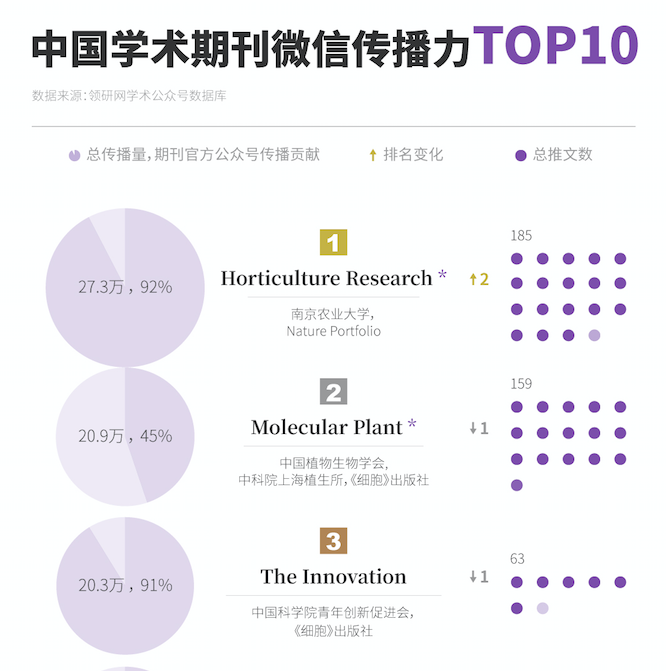 中国学术期刊微信传播力TOP10
数据来源：领研网学术公众号数据库
总传播量，期刊官方公众号传播贡献
排名变化
总推文数
27.3万，92%
1
Horticulture Research *
南京农业大学，
Nature Portfolio
↑2
185
20.9万，45%
2
Molecular Plant *
中国植物生物学会，
中科院上海植生所，《细胞》出版社
↓1
159
20.3万，91%
3
The Innovation
中国科学院青年创新促进会，
《细胞》出版社
↓1
63